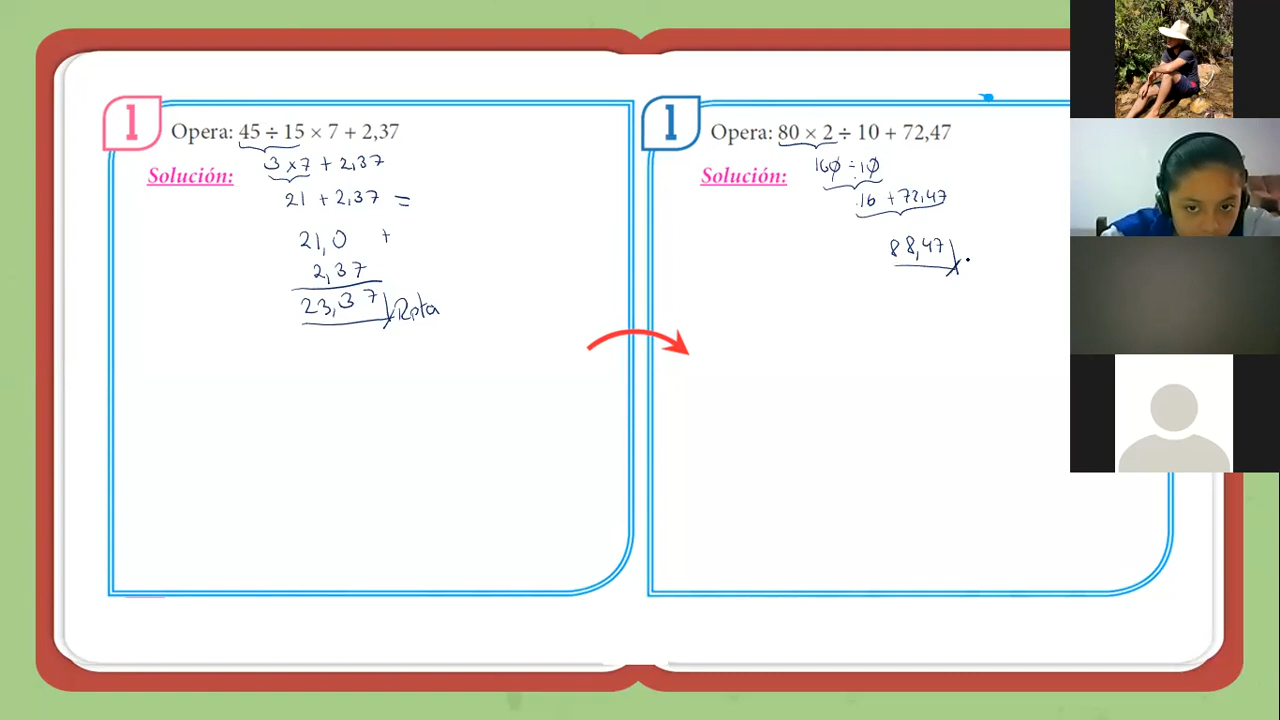 1
Opera: 45 ÷ 15 × 7 + 2,37
Solución:
3 × 7 + 2,37
21 + 2,37 =
21,0 +
2,37
23,37 Rpta
1
Opera: 80 × 2 ÷ 10 + 72,47
Solución:
160 ÷ 10
16 + 72,47
88,47